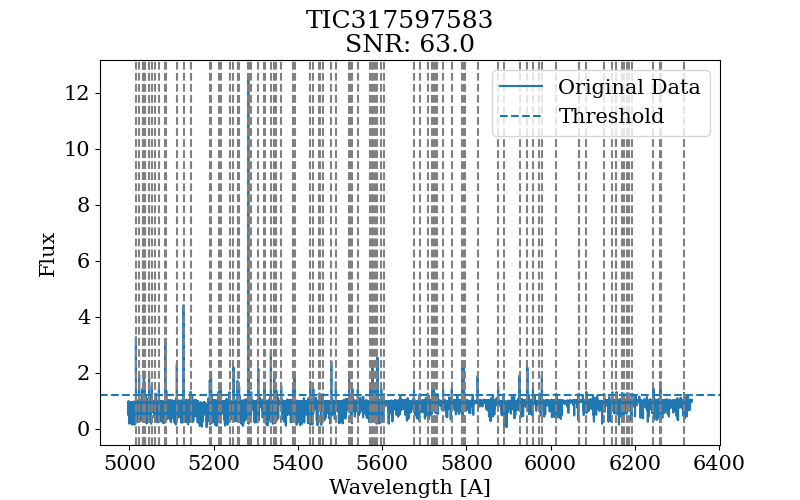 TIC317597583
SNR: 63.0
Original Data
Threshold
12
10
8
6
4
2
0
Flux
5000 5200 5400 5600 5800 6000 6200 6400
Wavelength [A]